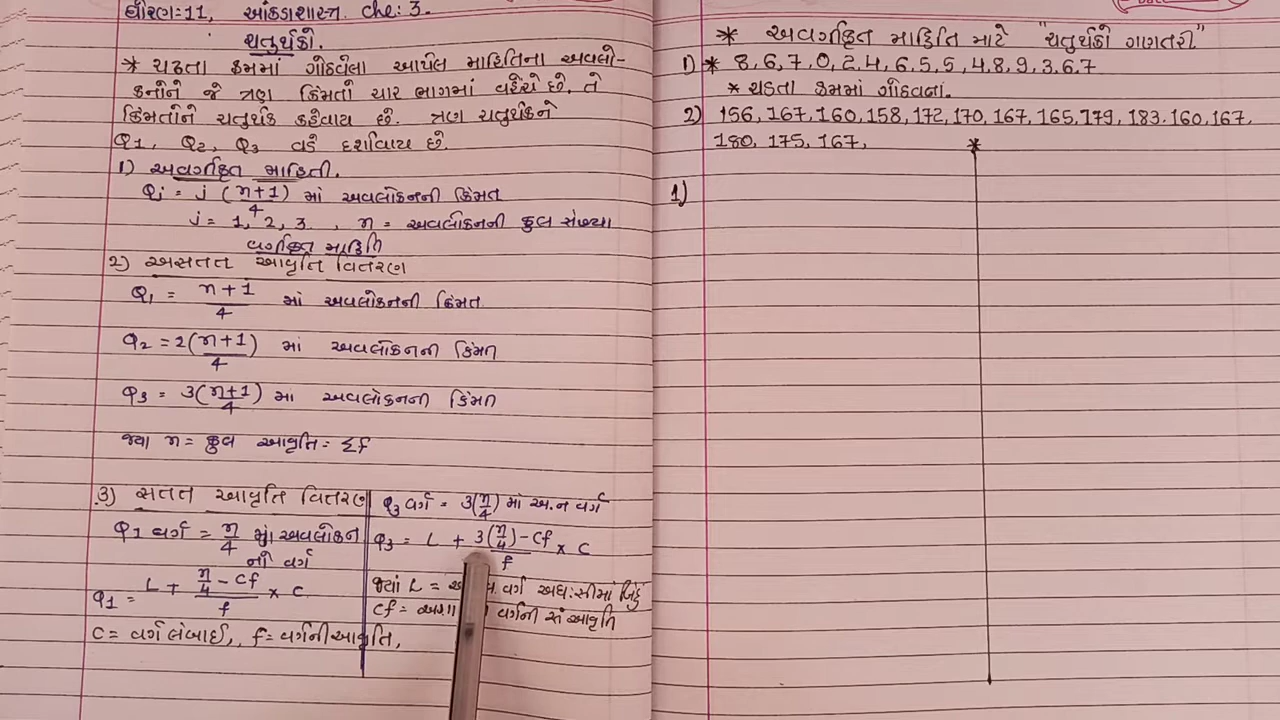 ધોરણ:11, આંકડાશાસ્ત્ર. Che: 3.
ચતુર્થકો.
* ચઢતા ક્રમમાં ગોઠવેલા આપેલ માહિતિના અવલો-
કનોને જે ત્રણ કિંમતો ચાર ભાગમાં વહેંચે છે. તે
કિંમતોને ચતુર્થક કહેવાય છે. ત્રણ ચતુર્થકને
Q1, Q2, Q3 વડે દર્શાવાય છે.
1) અવર્ગીકૃત માહિતી.
Qj = j (n+1)/4 માં અવલોકનની કિંમત
j = 1, 2, 3, n = અવલોકનની કુલ સંખ્યા
વર્ગીકૃત માહિતિ
2) અસતત આવૃતિ વિતરણ
Q1 = n+1/4 માં અવલોકનની કિંમત
Q2 = 2(n+1)/4 માં અવલોકનની કિંમત
Q3 = 3(n+1)/4 માં અવલોકનની કિંમત
જ્યા n = કુલ આવૃતિ = Σf
3) સતત આવૃતિ વિતરણ
Q1 વર્ગ = n/4 માં અવલોકન
ની વર્ગ
Q1 = L + n/4 - cf/f × c
c = વર્ગ લંબાઈ, f = વર્ગની આવૃતિ,
Q3 વર્ગ = 3(n/4) માં અ.ન વર્ગ
Q3 = L + 3(n/4) - cf/f × c
જ્યાં L = વર્ગ અધ:સીમાં બિંદુ
cf = વર્ગની સં આવૃતિ
* અવર્ગીકૃત માહિતિ માટે "ચતુર્થકો ગણતરી"
1) * 8, 6, 7, 0, 2, 4, 6, 5, 5, 4, 8, 9, 3, 6, 7
* ચઢતા ક્રમમાં ગોઠવતા.
2) 156, 167, 160, 158, 172, 170, 167, 165, 179, 183, 160, 167,
180, 175, 167,
*
1)